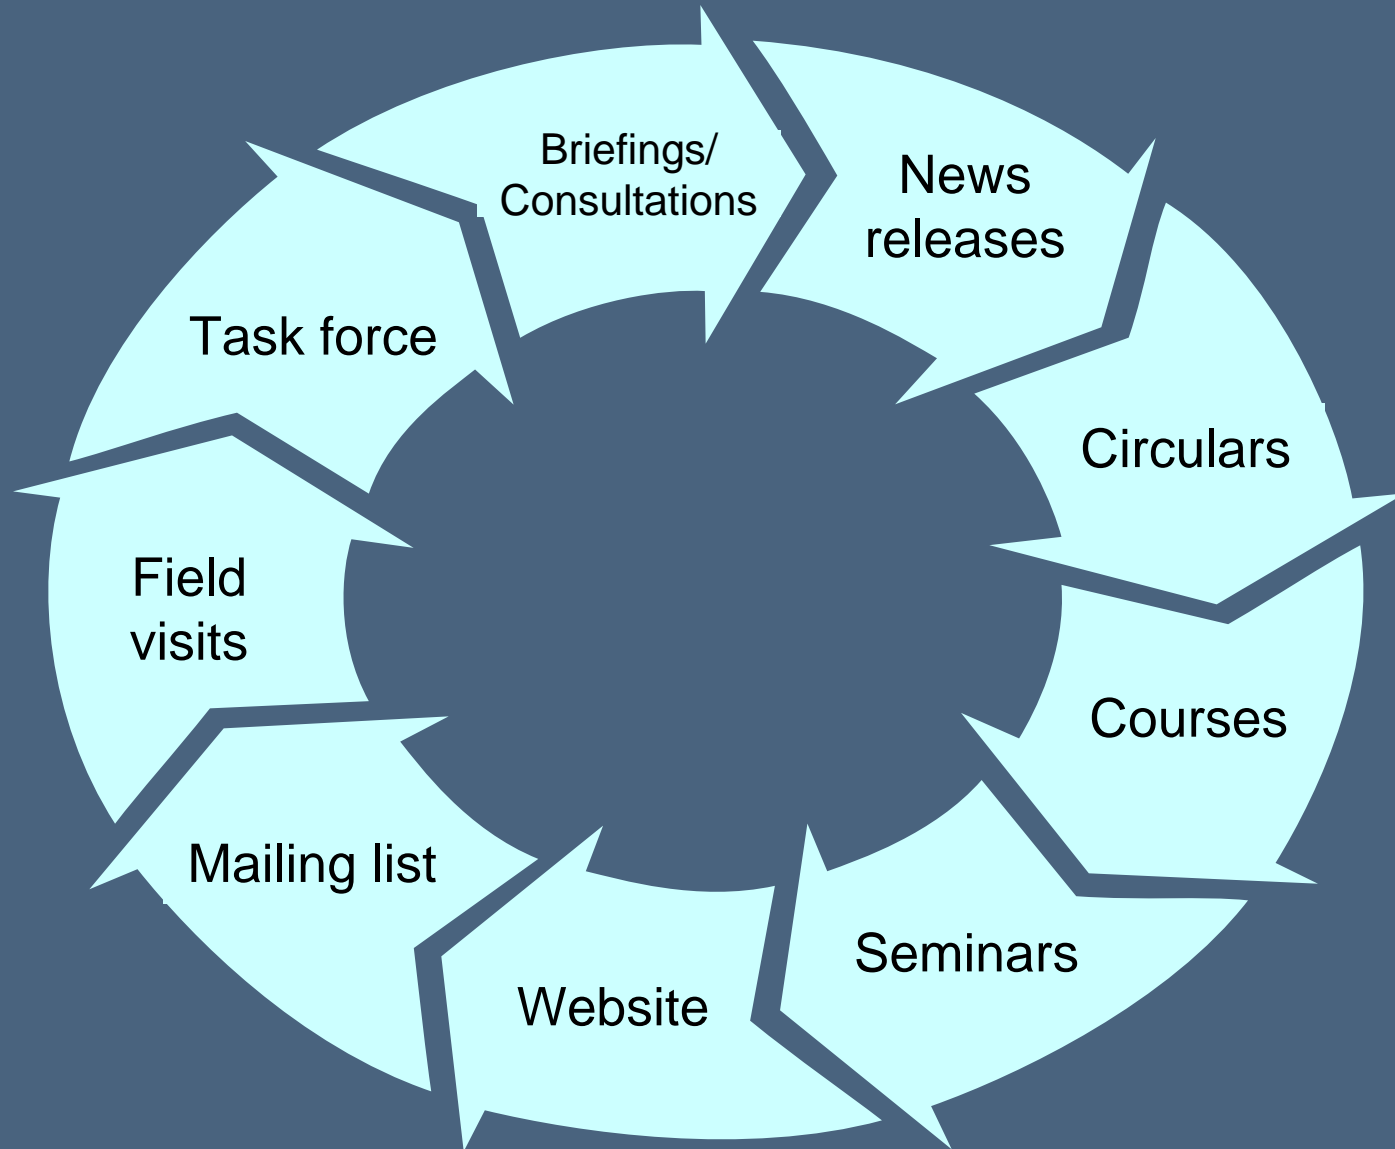 Briefings/
Consultations
News
releases
Circulars
Courses
Seminars
Website
Mailing list
Field
visits
Task force